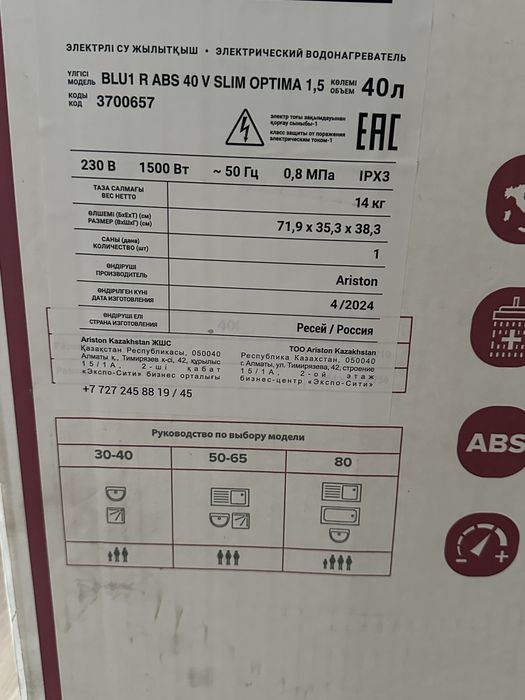 ЭЛЕКТРЛІ СУ ЖЫЛЫТҚЫШ • ЭЛЕКТРИЧЕСКИЙ ВОДОНАГРЕВАТЕЛЬ
ҮЛГІСІ
МОДЕЛЬ BLU1 R ABS 40 V SLIM OPTIMA 1,5 КӨЛЕМІ
ОБЪЕМ 40л
КОДЫ
КОД 3700657
электр тогы зақымдауынан
қорғау сыныбы-1
класс защиты от поражения
электрическим током-1
EAC
230 В 1500 Вт ~ 50 Гц 0,8 МПа IPX3
ТАЗА САЛМАҒЫ
ВЕС НЕТТО 14 кг
ӨЛШЕМІ (БхЕхТ) (см)
РАЗМЕР (ВхШхГ) (см) 71,9 x 35,3 x 38,3
САНЫ (дана)
КОЛИЧЕСТВО (шт) 1
ӨНДІРУШІ
ПРОИЗВОДИТЕЛЬ Ariston
ӨНДІРІЛГЕН КҮНІ
ДАТА ИЗГОТОВЛЕНИЯ 4/2024
ӨНДІРУШІ ЕЛІ
СТРАНА ИЗГОТОВЛЕНИЯ Ресей / Россия
Ariston Kazakhstan ЖШС
Қазақстан Республикасы, 050040
Алматы қ., Тимирязев к-сі, 42, құрылыс
15/1А, 2-ші қабат
«Экспо-Сити» бизнес орталығы
ТОО Ariston Kazakhstan
Республика Казахстан, 050040
г.Алматы, ул. Тимирязева, 42, строение
15/1А, 2-ой этаж
бизнес-центр «Экспо-Сити»
+7 727 245 88 19 / 45
Руководство по выбору модели
30-40 50-65 80
ABS